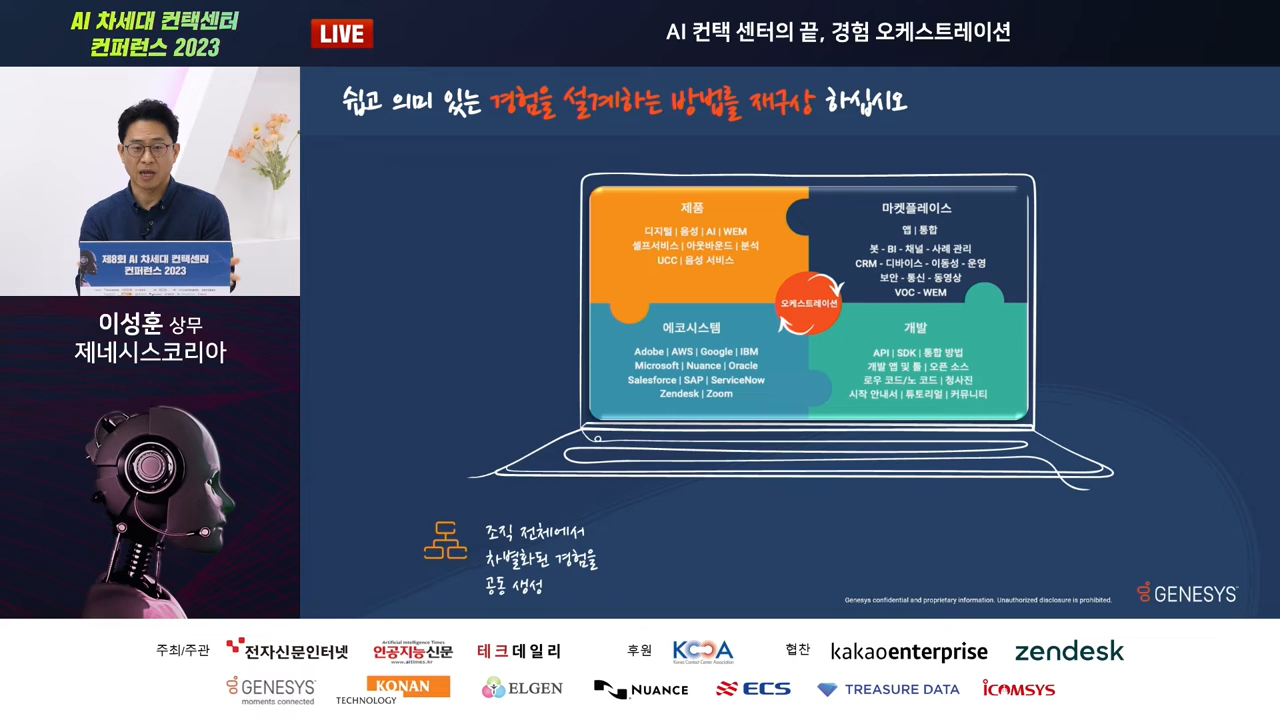 AI 차세대 컨택센터
컨퍼런스 2023
LIVE
AI 컨택 센터의 끝, 경험 오케스트레이션
제8회 AI 차세대 컨택센터
컨퍼런스 2023
이성훈 상무
제네시스코리아
쉽고 의미 있는 경험을 설계하는 방법를 재구상 하십시오
제품
디지털 | 음성 | AI | WEM
셀프서비스 | 아웃바운드 | 분석
UCC | 음성 서비스
마켓플레이스
앱 | 통합
봇 - BI - 채널 - 사례 관리
CRM - 디바이스 - 이동성 - 운영
보안 - 통신 - 동영상
VOC - WEM
오케스트레이션
에코시스템
Adobe | AWS | Google | IBM
Microsoft | Nuance | Oracle
Salesforce | SAP | ServiceNow
Zendesk | Zoom
개발
API | SDK | 통합 방법
개발 앱 및 툴 | 오픈 소스
로우 코드/노 코드 | 청사진
시작 안내서 | 튜토리얼 | 커뮤니티
조직 전체에서
차별화된 경험을
공동 생성
Genesys confidential and proprietary information. Unauthorized disclosure is prohibited.
GENESYS™
주최/주관
전자신문인터넷
Artificial Intelligence Times
인공지능신문
www.aitimes.kr
테크데일리
후원
KCCA
Korea Contact Center Association
협찬
kakaoenterprise
zendesk
GENESYS
moments connected
KONAN
TECHNOLOGY
ELGEN
NUANCE
ECS
TREASURE DATA
iCOMSYS